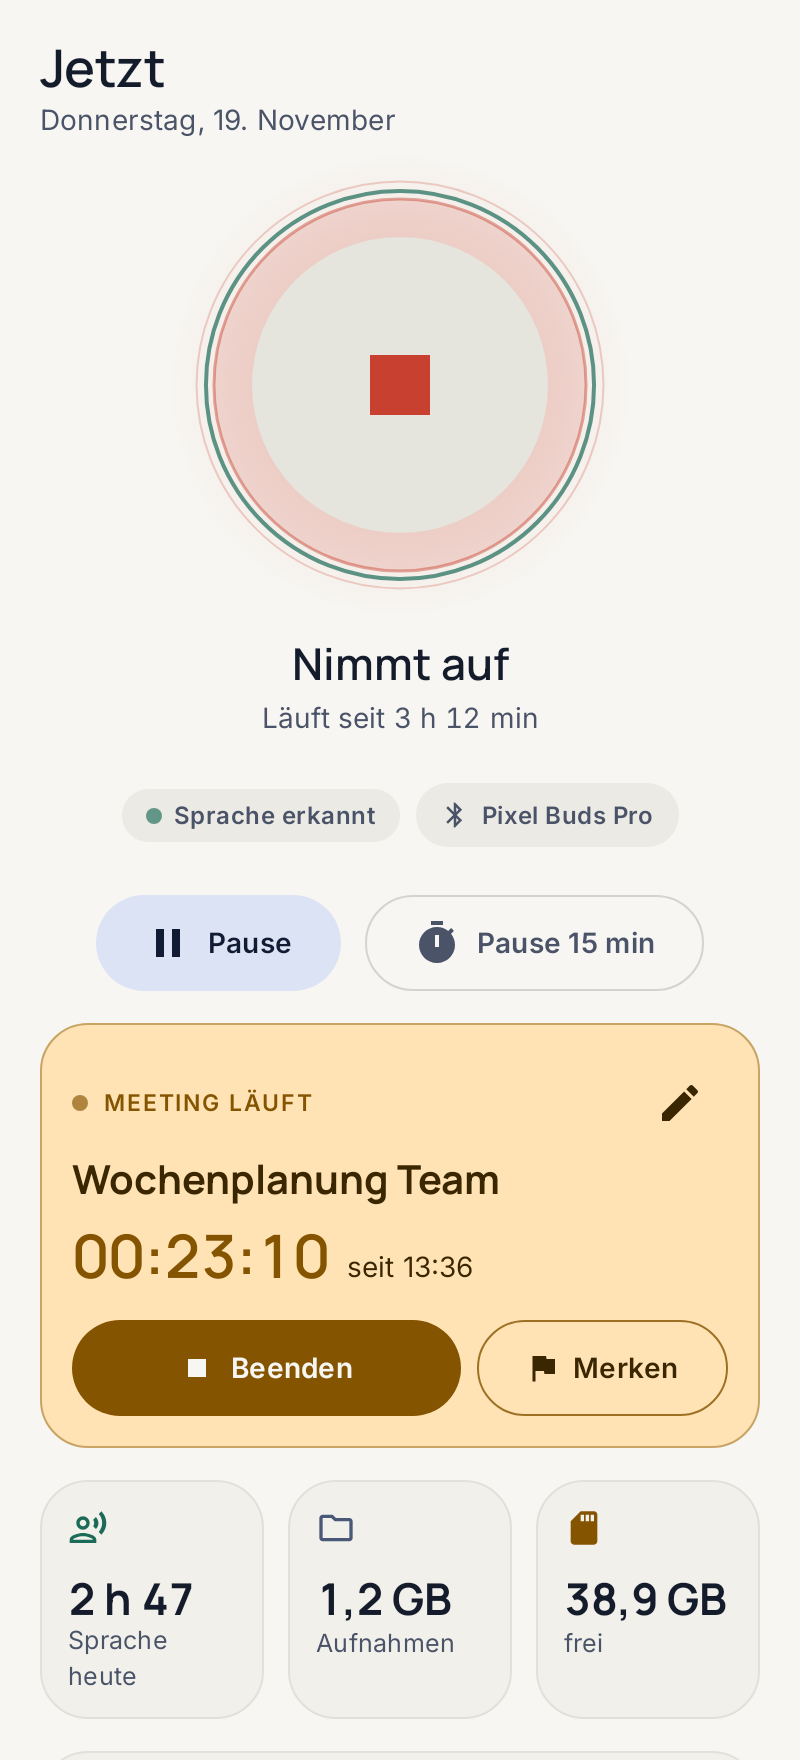 Jetzt
Donnerstag, 19. November
Nimmt auf
Läuft seit 3 h 12 min
Sprache erkannt
Pixel Buds Pro
Pause
Pause 15 min
MEETING LÄUFT
Wochenplanung Team
00:23:10 seit 13:36
Beenden
Merken
2 h 47
Sprache
heute
1,2 GB
Aufnahmen
38,9 GB
frei